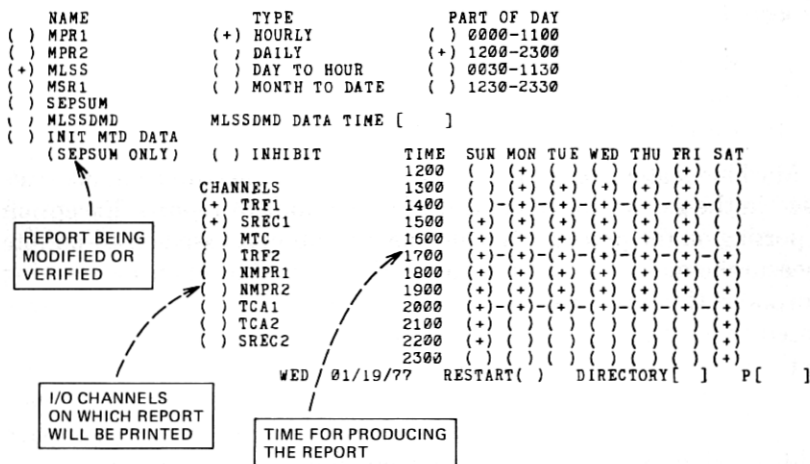 NAME TYPE PART OF DAY
( ) MPR1 (+) HOURLY ( ) 0000-1100
( ) MPR2 ( ) DAILY (+) 1200-2300
(+) MLSS ( ) DAY TO HOUR ( ) 0030-1130
( ) MSR1 ( ) MONTH TO DATE ( ) 1230-2330
( ) SEPSUM
( ) MLSSDMD MLSSDMD DATA TIME [ ]
( ) INIT MTD DATA
(SEPSUM ONLY) ( ) INHIBIT TIME SUN MON TUE WED THU FRI SAT
1200 ( ) (+) ( ) ( ) ( ) (+) ( )
CHANNELS 1300 ( ) (+) (+) (+) (+) (+) ( )
(+) TRF1 1400 ( )-(+)-(+)-(+)-(+)-(+)-( )
(+) SREC1 1500 (+) (+) (+) (+) (+) (+) ( )
( ) MTC 1600 (+) (+) (+) (+) (+) (+) ( )
( ) TRF2 1700 (+)-(+)-(+)-(+)-(+)-(+)-(+)
( ) NMPR1 1800 (+) (+) (+) (+) (+) (+) (+)
( ) NMPR2 1900 (+) (+) (+) (+) (+) (+) (+)
( ) TCA1 2000 (+)-(+)-(+)-(+)-(+)-(+)-(+)
( ) TCA2 2100 (+) ( ) ( ) ( ) ( ) ( ) (+)
( ) SREC2 2200 (+) ( ) ( ) ( ) ( ) ( ) (+)
2300 ( ) ( ) ( ) ( ) ( ) ( ) (+)
WED 01/19/77 RESTART( ) DIRECTORY[ ] P[ ]
REPORT BEING
MODIFIED OR
VERIFIED
I/O CHANNELS
ON WHICH REPORT
WILL BE PRINTED
TIME FOR PRODUCING
THE REPORT